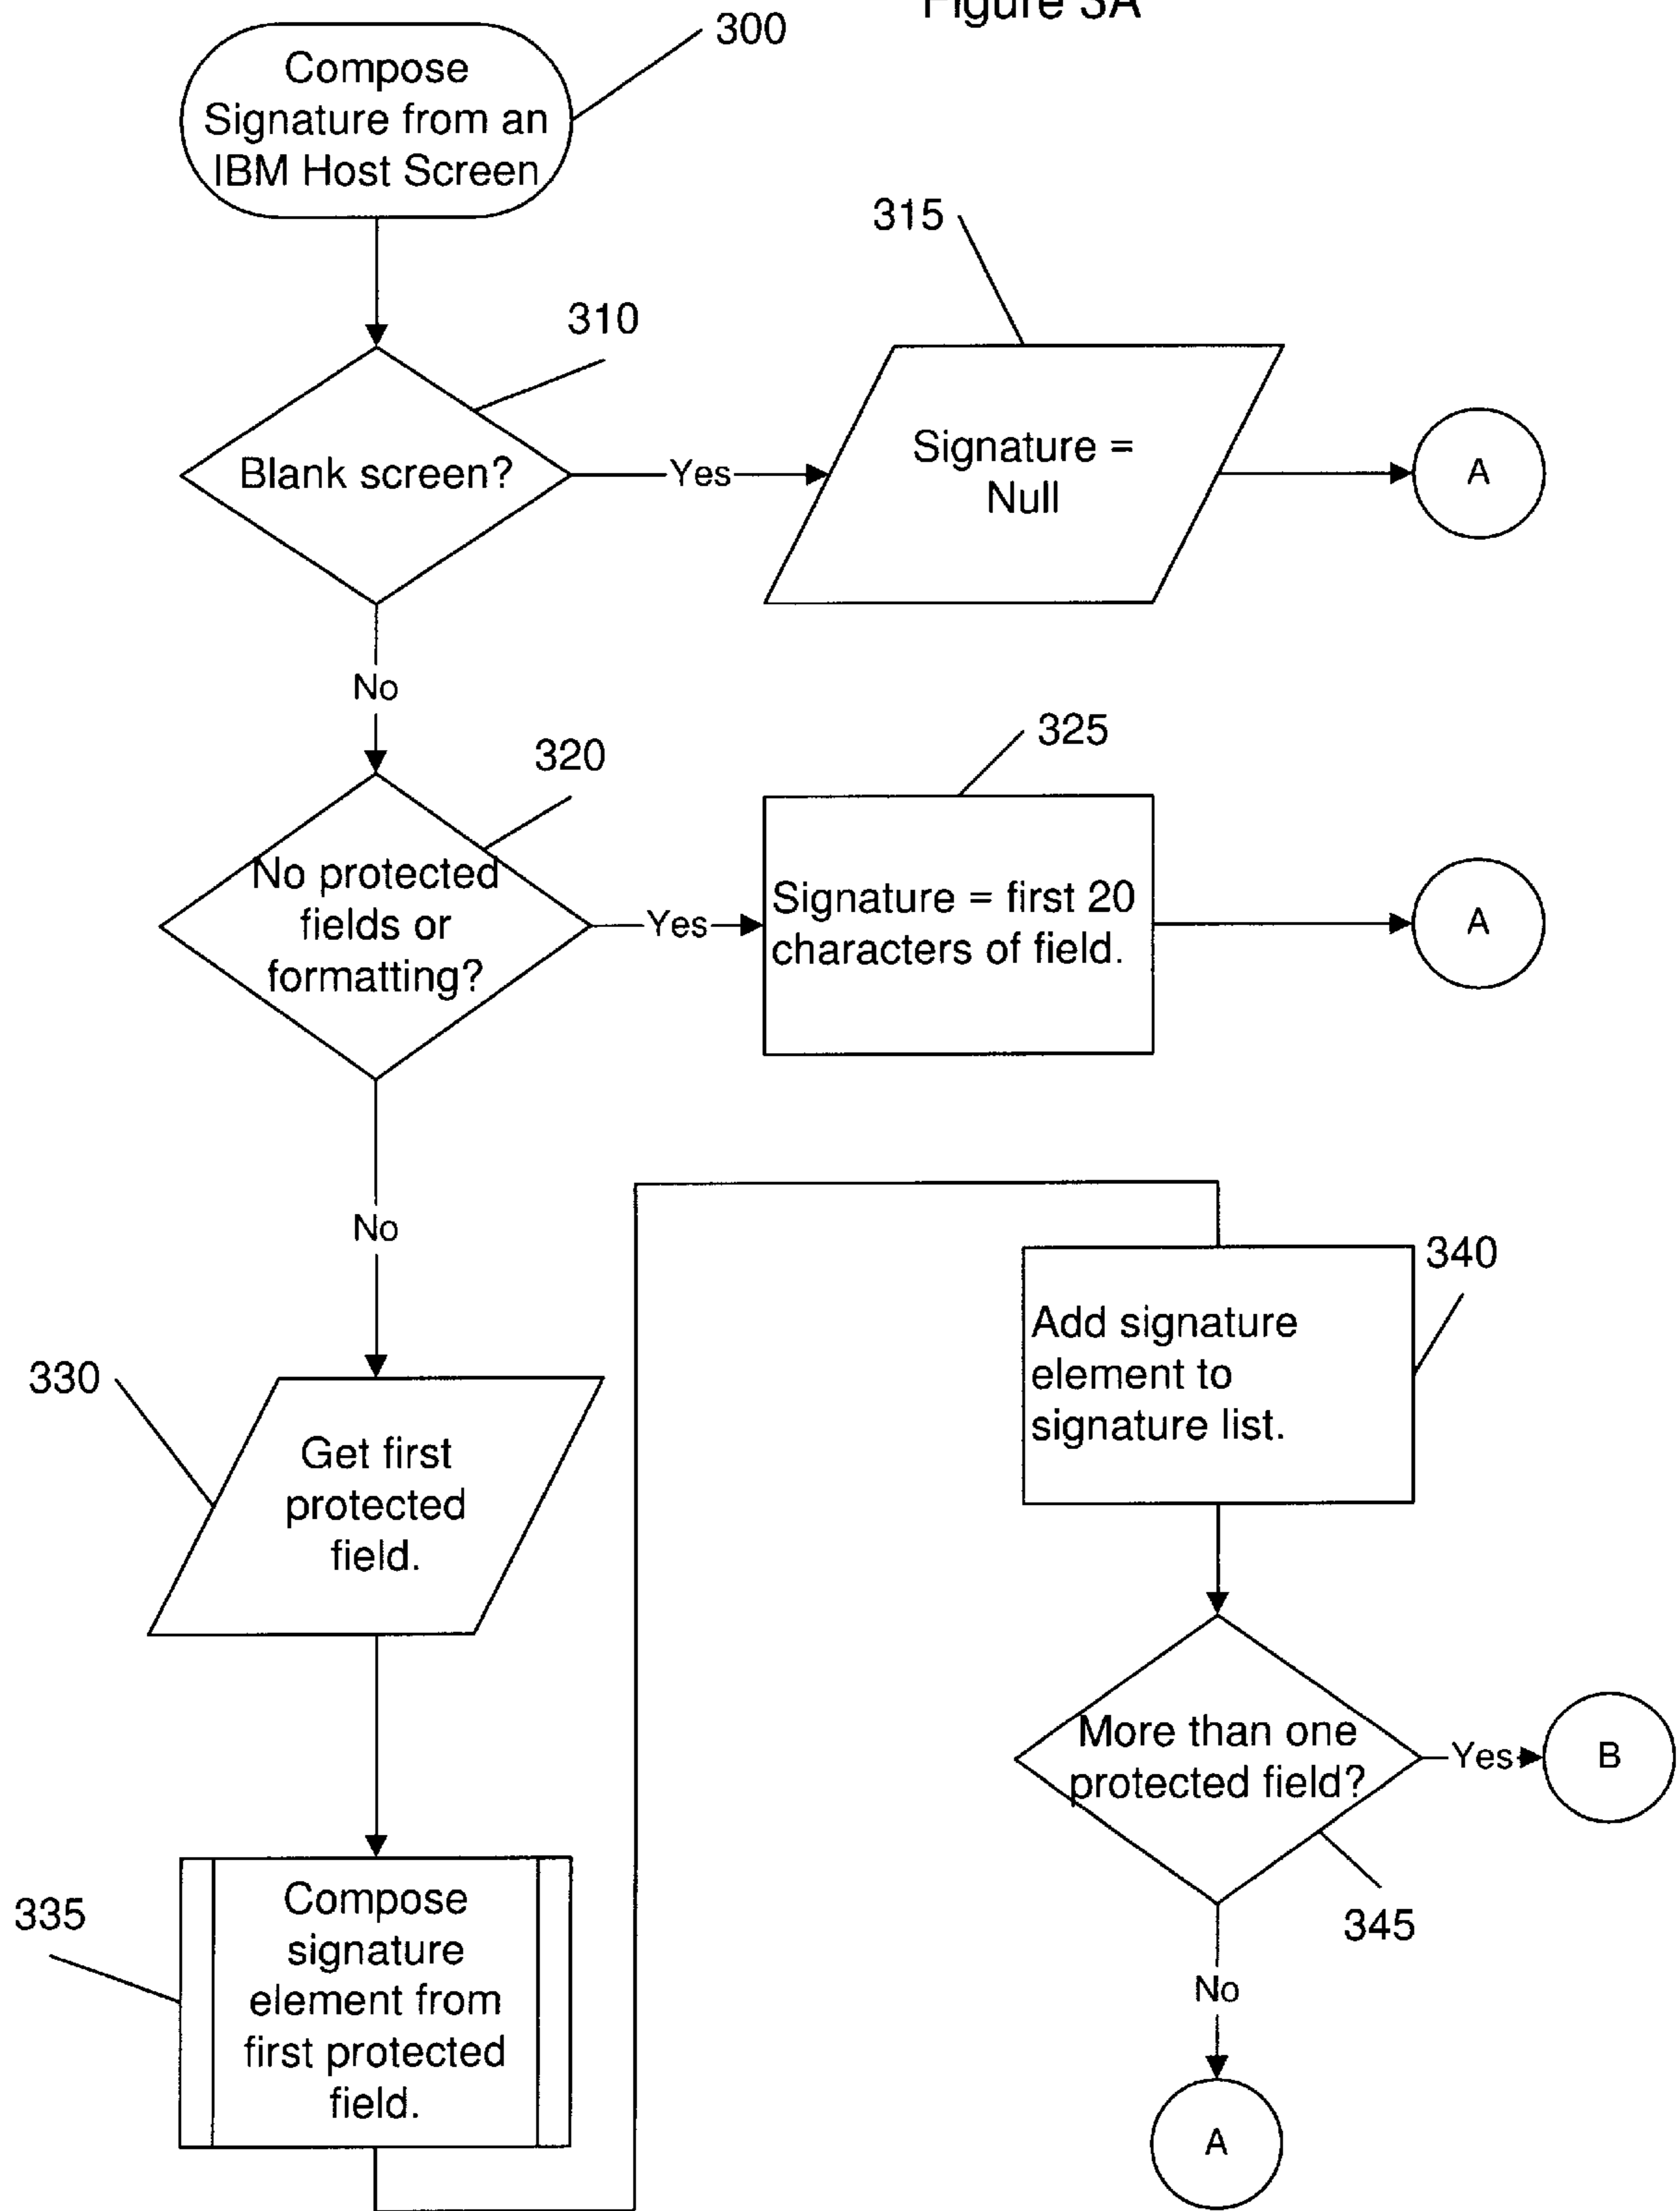 Figure 3A
300
Compose
Signature from an
IBM Host Screen
315
310
Blank screen?
Yes
Signature =
Null
A
No
325
320
No protected
fields or
formatting?
Yes
Signature = first 20
characters of field.
A
No
340
Add signature
element to
signature list.
330
Get first
protected
field.
More than one
protected field?
Yes
B
345
335
Compose
signature
element from
first protected
field.
No
A